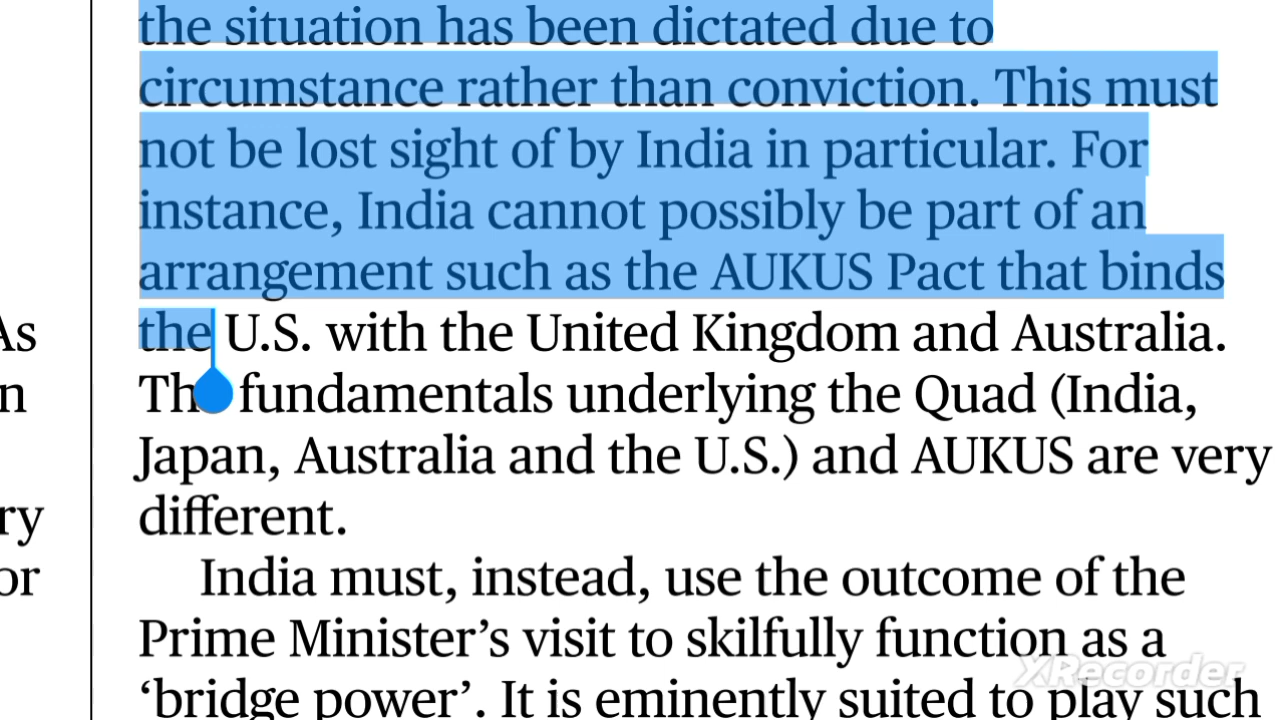 the situation has been dictated due to
circumstance rather than conviction. This must
not be lost sight of by India in particular. For
instance, India cannot possibly be part of an
arrangement such as the AUKUS Pact that binds
the U.S. with the United Kingdom and Australia.
The fundamentals underlying the Quad (India,
Japan, Australia and the U.S.) and AUKUS are very
different.
India must, instead, use the outcome of the
Prime Minister’s visit to skilfully function as a
‘bridge power’. It is eminently suited to play such
XRecorder